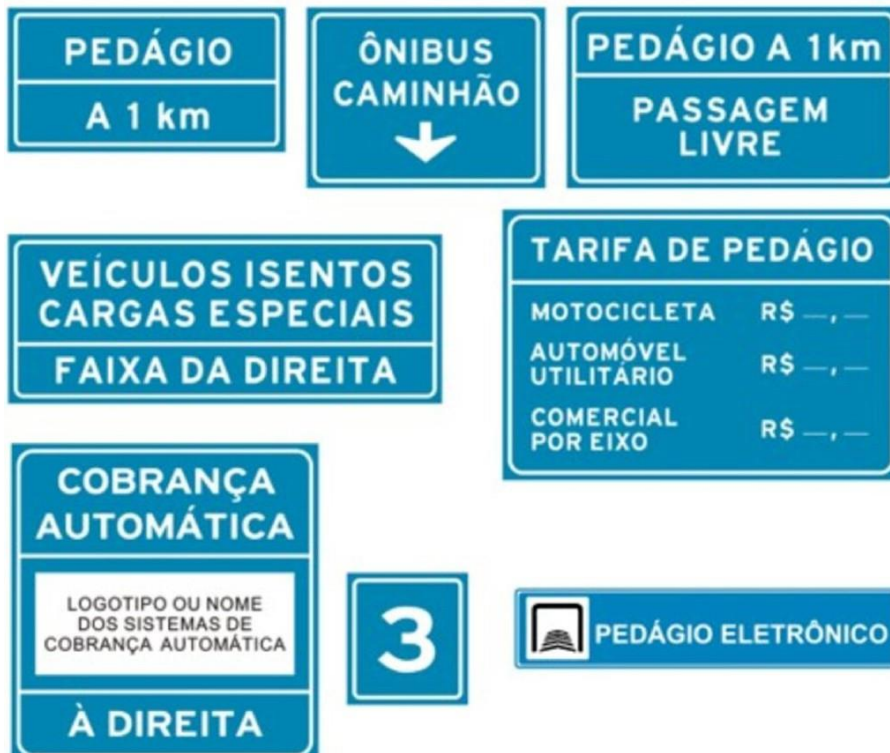 PEDÁGIO
A 1 km
ÔNIBUS
CAMINHÃO
PEDÁGIO A 1km
PASSAGEM
LIVRE
VEÍCULOS ISENTOS
CARGAS ESPECIAIS
FAIXA DA DIREITA
TARIFA DE PEDÁGIO
MOTOCICLETA R$ —,—
AUTOMÓVEL
UTILITÁRIO R$ —,—
COMERCIAL
POR EIXO R$ —,—
COBRANÇA
AUTOMÁTICA
LOGOTIPO OU NOME
DOS SISTEMAS DE
COBRANÇA AUTOMÁTICA
À DIREITA
3
PEDÁGIO ELETRÔNICO